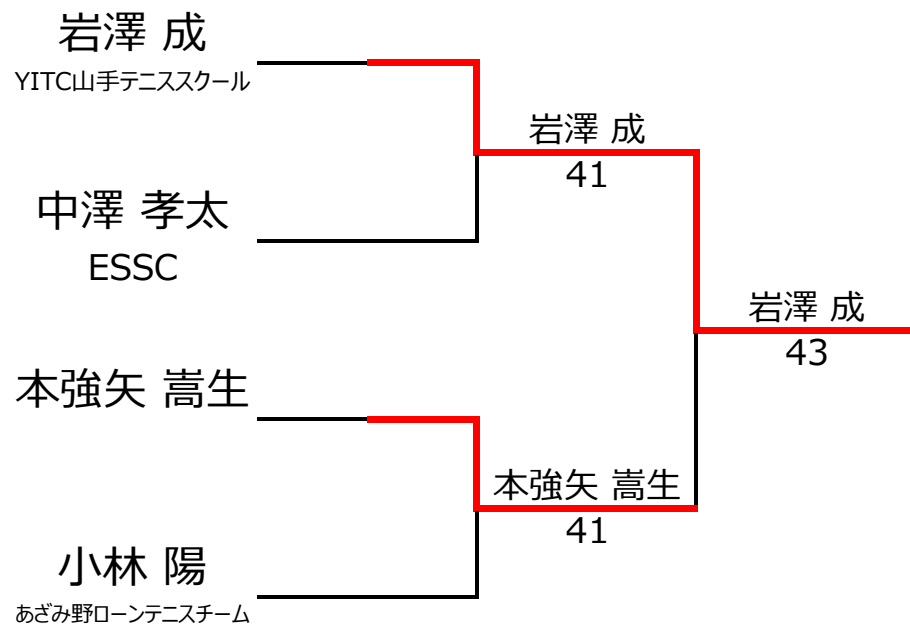 岩澤 成
YITC山手テニススクール
中澤 孝太
ESSC
本強矢 嵩生
小林 陽
あざみ野ローンテニスチーム
岩澤 成
41
本強矢 嵩生
41
岩澤 成
43